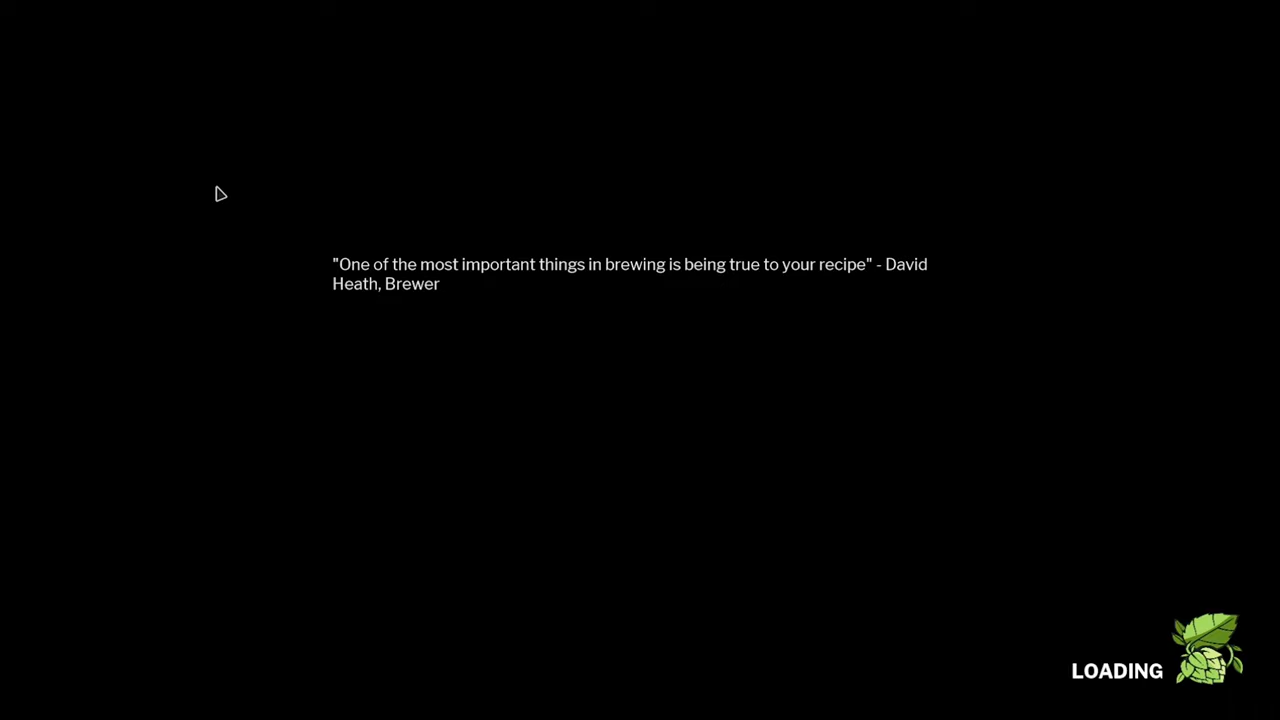 "One of the most important things in brewing is being true to your recipe" - David
Heath, Brewer
LOADING